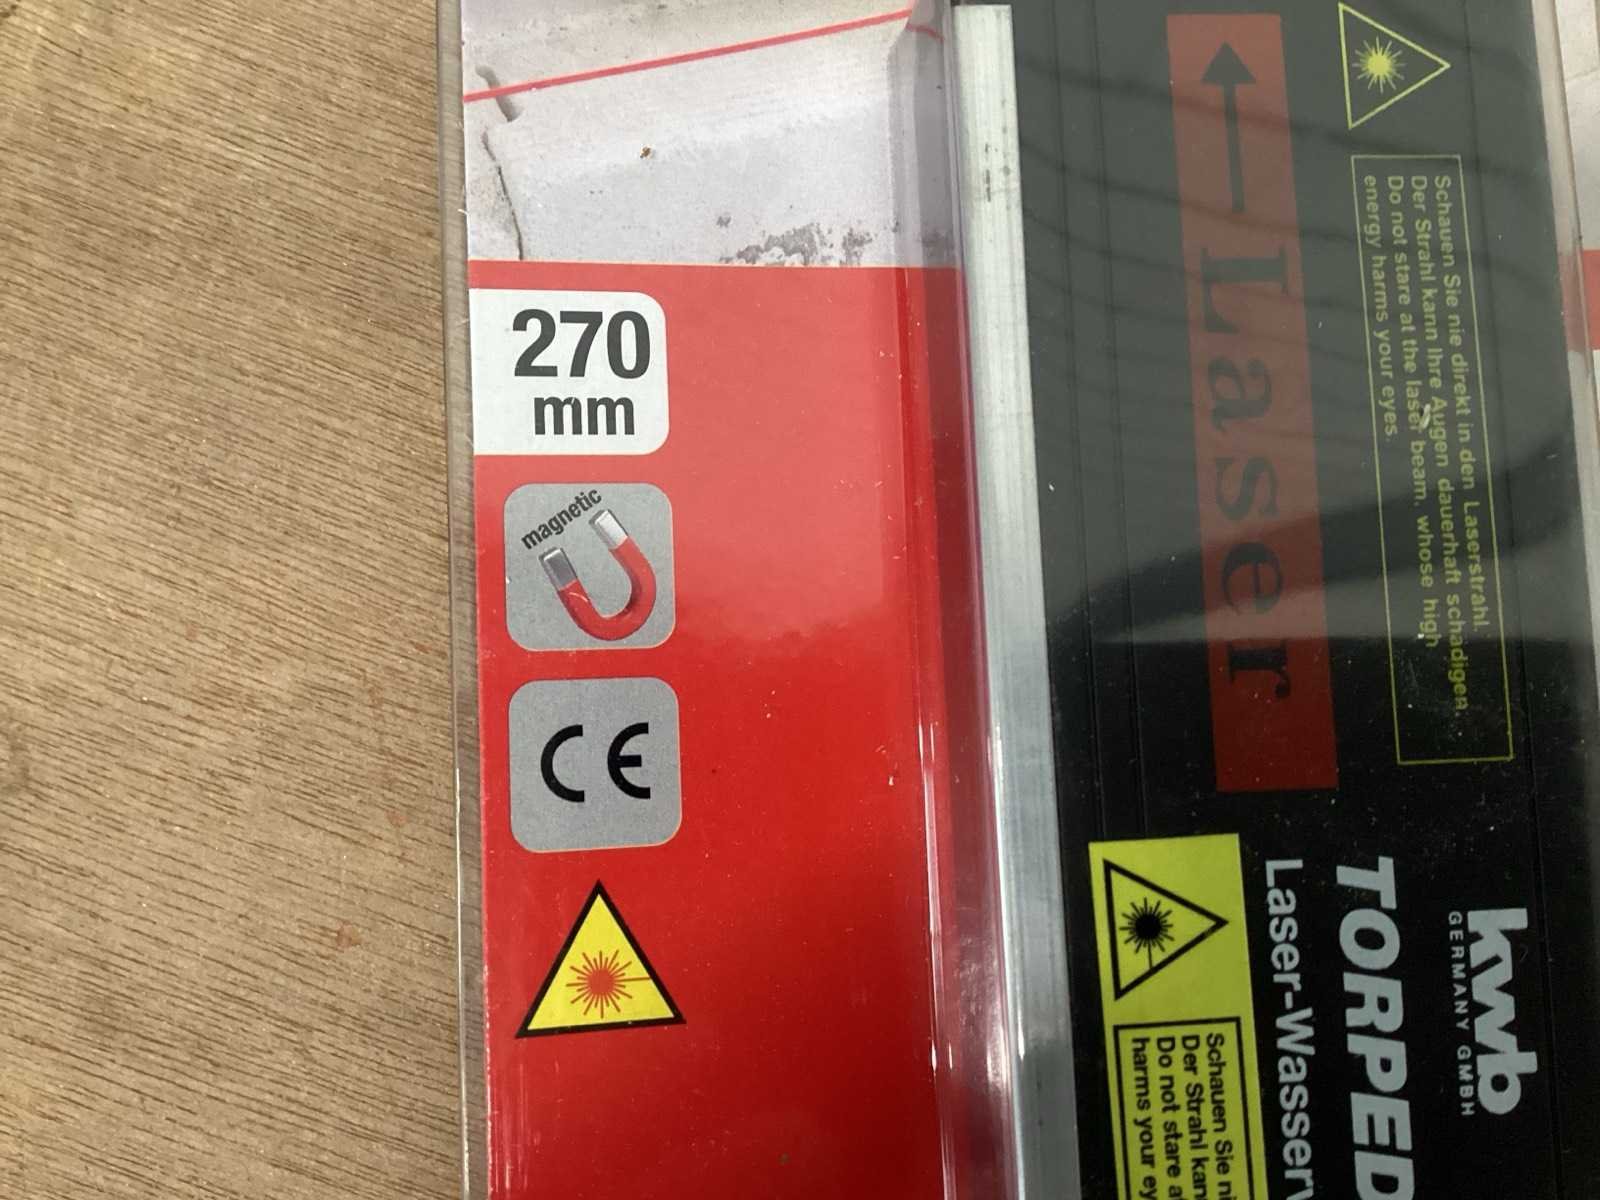 270
mm
magnetic
CE
Laser
Schauen Sie nie direkt in den Laserstrahl.
Der Strahl kann Ihre Augen dauerhaft schädigen.
Do not stare at the laser beam, whose high
energy harms your eyes.
kwb
GERMANY GMBH
TORPED
Laser-Wasser
Schauen Sie ni
Der Strahl kan
Do not stare a
harms your ey